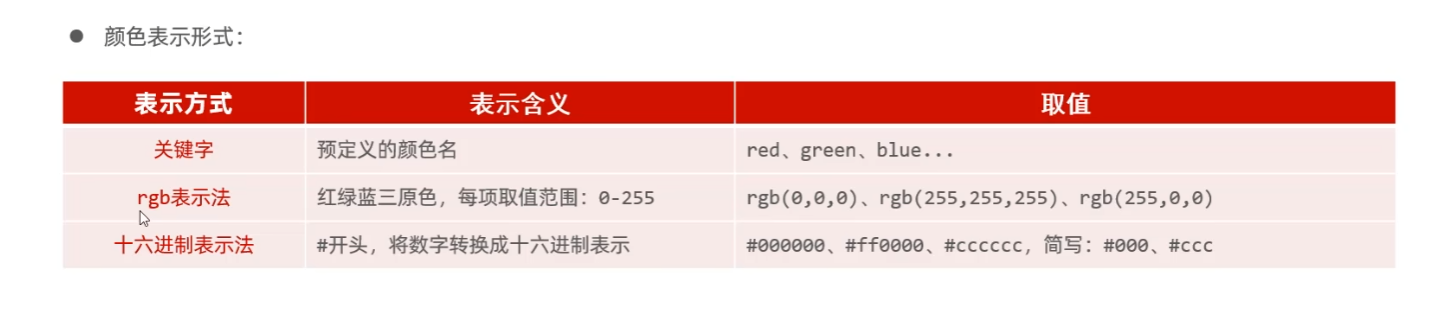 ● 颜色表示形式:
表示方式 表示含义 取值
关键字 预定义的颜色名 red、green、blue...
rgb表示法 红绿蓝三原色，每项取值范围：0-255 rgb(0,0,0)、rgb(255,255,255)、rgb(255,0,0)
十六进制表示法 #开头，将数字转换成十六进制表示 #000000、#ff0000、#cccccc，简写：#000、#ccc